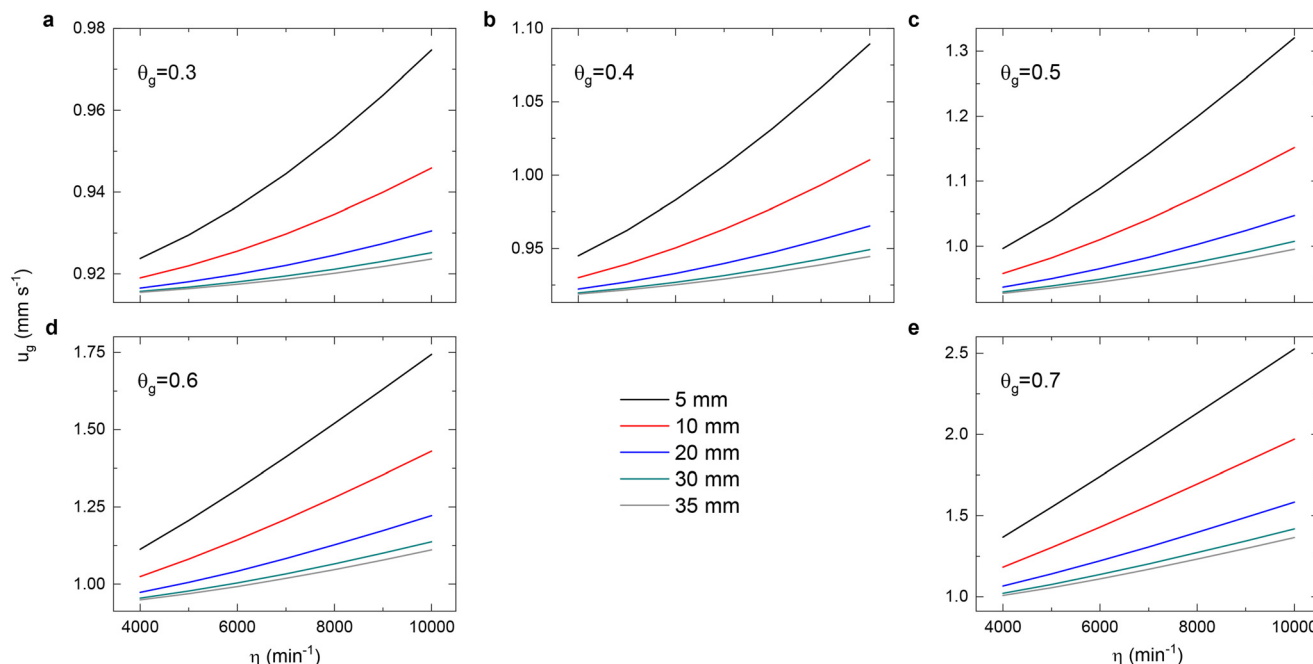 a
b
c
0.98
0.96
0.94
0.92
θg=0.3
1.10
1.05
1.00
0.95
θg=0.4
1.3
1.2
1.1
1.0
θg=0.5
ug (mm·s-1)
d
e
1.75
1.50
1.25
1.00
θg=0.6
4000 6000 8000 10000
η (min-1)
5 mm
10 mm
20 mm
30 mm
35 mm
2.5
2.0
1.5
1.0
θg=0.7
4000 6000 8000 10000
η (min-1)